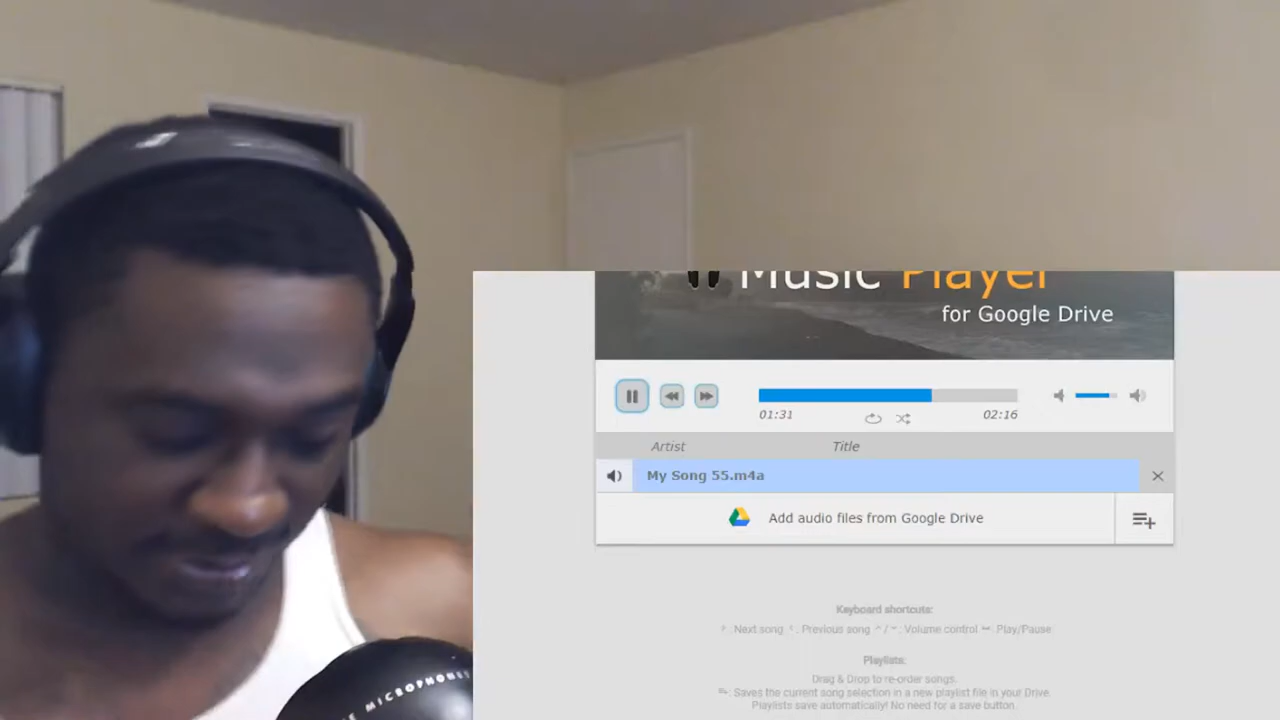 Music Player
for Google Drive
01:31
02:16
Artist Title
My Song 55.m4a
Add audio files from Google Drive
MICROPHONES
Keyboard shortcuts:
: Next song : Previous song / : Volume control : Play/Pause
Playlists:
Drag & Drop to re-order songs.
: Saves the current song selection in a new playlist file in your Drive.
Playlists save automatically! No need for a save button.